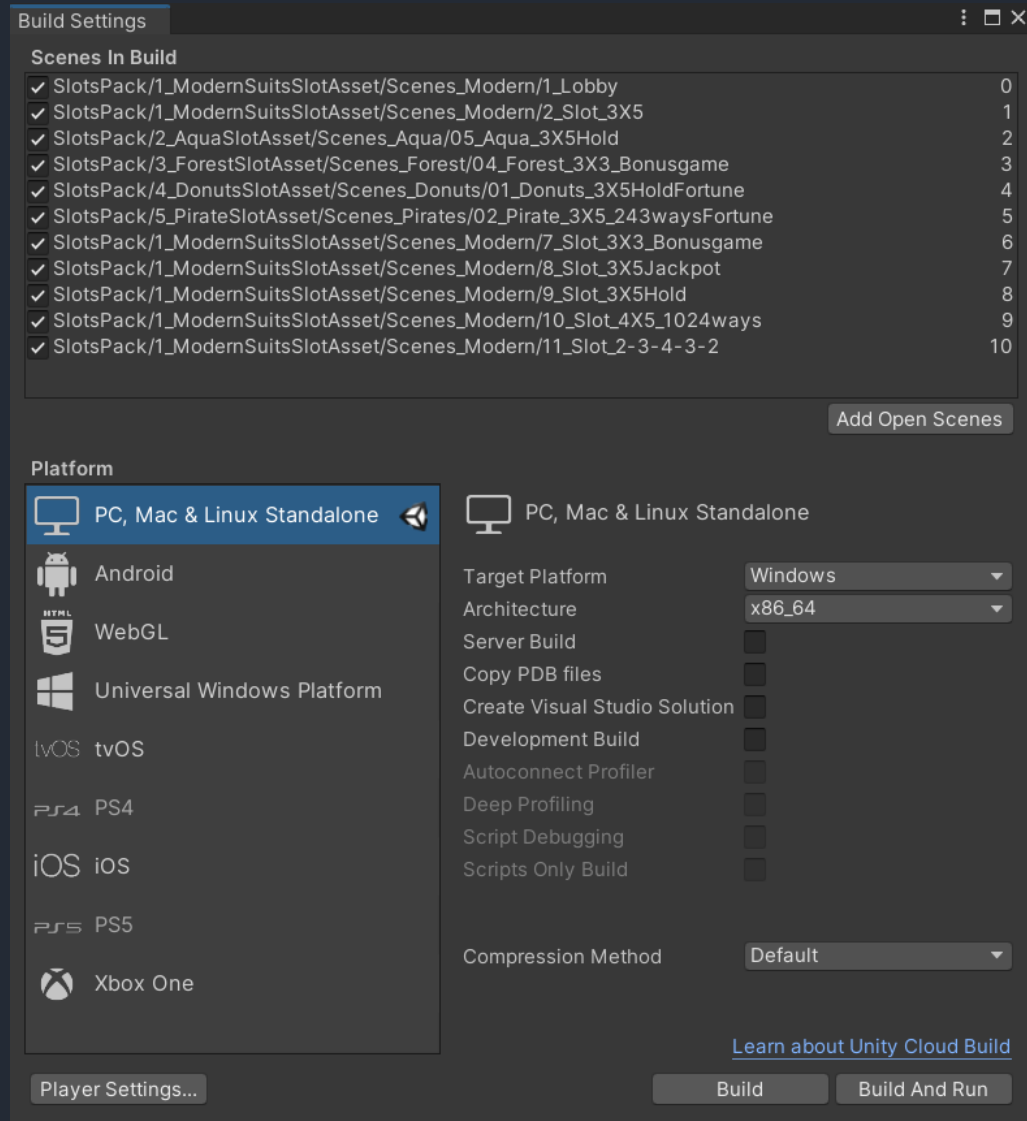 Build Settings
Scenes In Build
SlotsPack/1_ModernSuitsSlotAsset/Scenes_Modern/1_Lobby 0
SlotsPack/1_ModernSuitsSlotAsset/Scenes_Modern/2_Slot_3X5 1
SlotsPack/2_AquaSlotAsset/Scenes_Aqua/05_Aqua_3X5Hold 2
SlotsPack/3_ForestSlotAsset/Scenes_Forest/04_Forest_3X3_Bonusgame 3
SlotsPack/4_DonutsSlotAsset/Scenes_Donuts/01_Donuts_3X5HoldFortune 4
SlotsPack/5_PirateSlotAsset/Scenes_Pirates/02_Pirate_3X5_243waysFortune 5
SlotsPack/1_ModernSuitsSlotAsset/Scenes_Modern/7_Slot_3X3_Bonusgame 6
SlotsPack/1_ModernSuitsSlotAsset/Scenes_Modern/8_Slot_3X5Jackpot 7
SlotsPack/1_ModernSuitsSlotAsset/Scenes_Modern/9_Slot_3X5Hold 8
SlotsPack/1_ModernSuitsSlotAsset/Scenes_Modern/10_Slot_4X5_1024ways 9
SlotsPack/1_ModernSuitsSlotAsset/Scenes_Modern/11_Slot_2-3-4-3-2 10
Add Open Scenes
Platform
PC, Mac & Linux Standalone
Android
HTML 5 WebGL
Universal Windows Platform
tvOS tvOS
PS4 PS4
iOS iOS
PS5 PS5
Xbox One
PC, Mac & Linux Standalone
Target Platform Windows
Architecture x86_64
Server Build
Copy PDB files
Create Visual Studio Solution
Development Build
Autoconnect Profiler
Deep Profiling
Script Debugging
Scripts Only Build
Compression Method Default
Learn about Unity Cloud Build
Player Settings... Build Build And Run